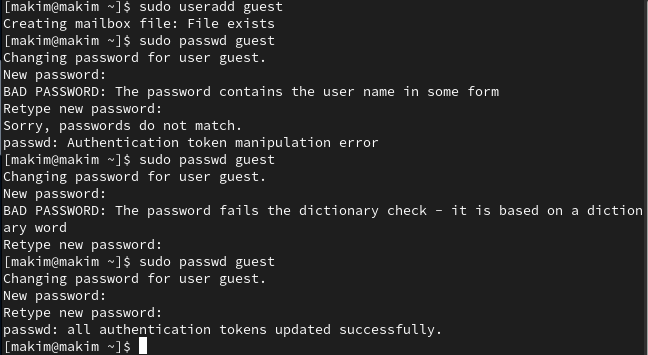 [makim@makim ~]$ sudo useradd guest
Creating mailbox file: File exists
[makim@makim ~]$ sudo passwd guest
Changing password for user guest.
New password:
BAD PASSWORD: The password contains the user name in some form
Retype new password:
Sorry, passwords do not match.
passwd: Authentication token manipulation error
[makim@makim ~]$ sudo passwd guest
Changing password for user guest.
New password:
BAD PASSWORD: The password fails the dictionary check - it is based on a diction
ary word
Retype new password:
[makim@makim ~]$ sudo passwd guest
Changing password for user guest.
New password:
Retype new password:
passwd: all authentication tokens updated successfully.
[makim@makim ~]$